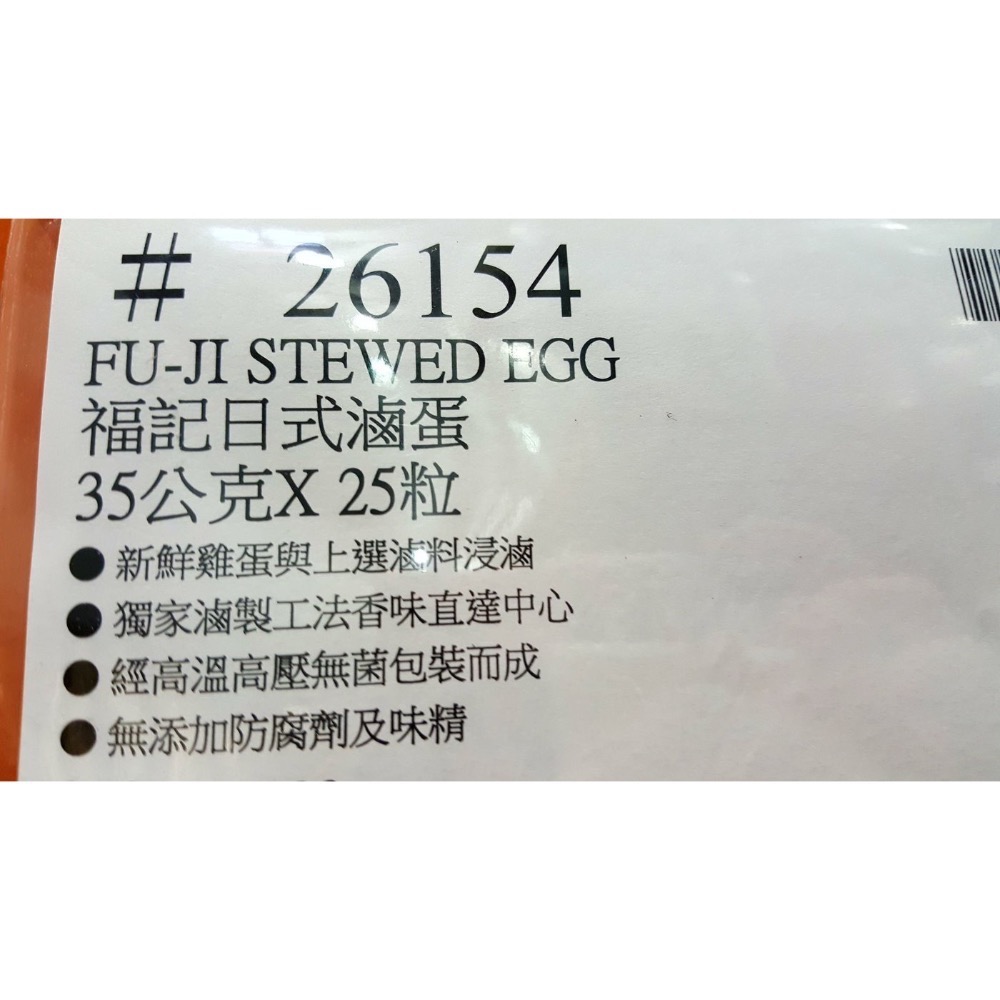 # 26154
FU-JI STEWED EGG
福記日式滷蛋
35公克X 25粒
●新鮮雞蛋與上選滷料浸滷
●獨家滷製工法香味直達中心
●經高溫高壓無菌包裝而成
●無添加防腐劑及味精